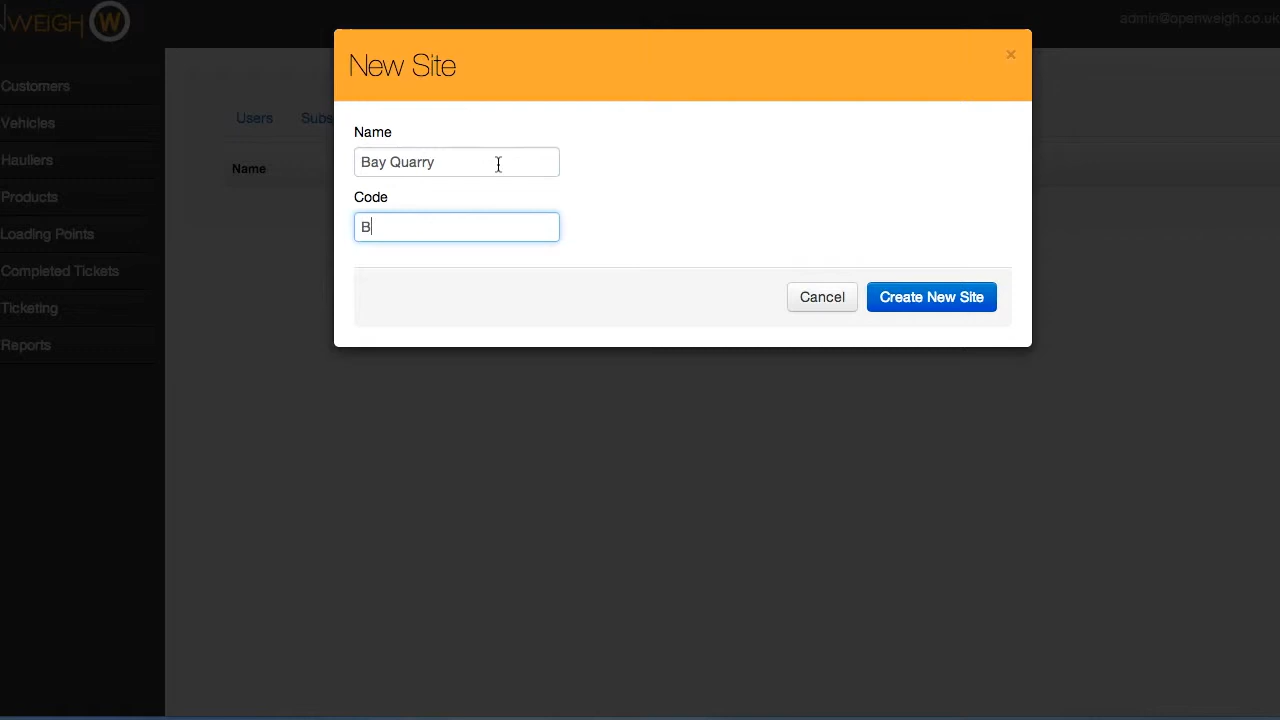 WEIGH W
admin@openweigh.co.uk
Customers
Vehicles
Hauliers
Products
Loading Points
Completed Tickets
Ticketing
Reports
Users Subs
Name
New Site ×
Name
Bay Quarry
Code
B
Cancel Create New Site